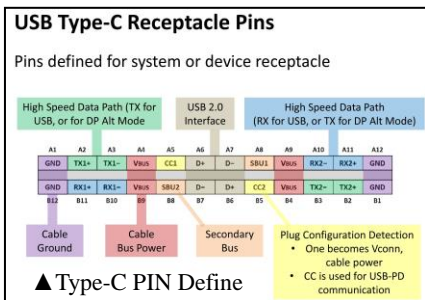 USB Type-C Receptacle Pins
Pins defined for system or device receptacle
High Speed Data Path (TX for USB, or for DP Alt Mode
USB 2.0 Interface
High Speed Data Path (RX for USB, or TX for DP Alt Mode
A1 A2 A3 A4 A5 A6 A7 A8 A9 A10 A11 A12
GND TX1+ TX1− VBUS CC1 D+ D− SBU1 VBUS RX2− RX2+ GND
GND RX1+ RX1− VBUS SBU2 D− D+ CC2 VBUS TX2− TX2+ GND
B12 B11 B10 B9 B8 B7 B6 B5 B4 B3 B2 B1
Cable Ground
Cable Bus Power
Secondary Bus
Plug Configuration Detection
• One becomes Vconn, cable power
• CC is used for USB-PD communication
▲Type-C PIN Define